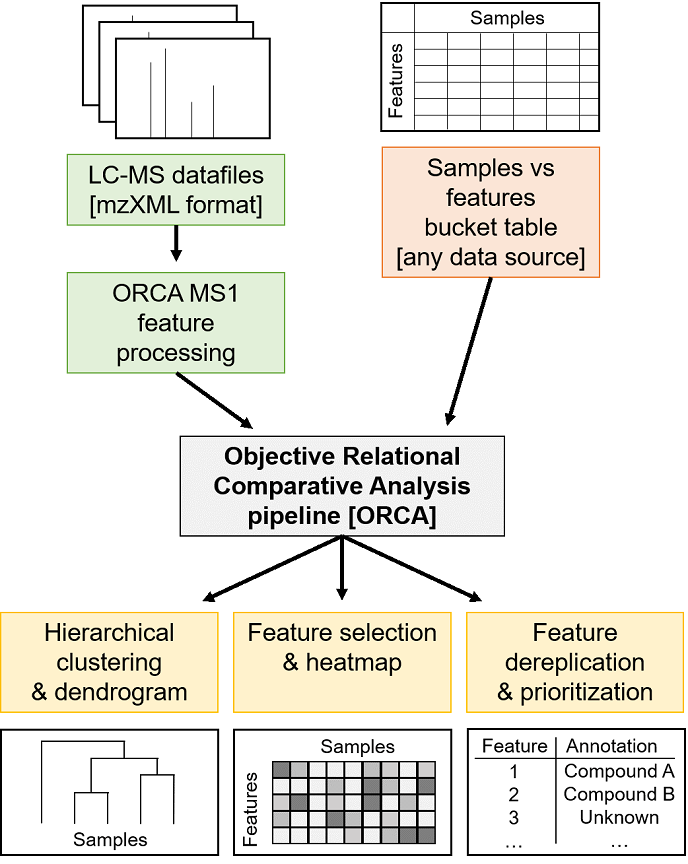 Samples
Features
LC-MS datafiles
[mzXML format]
Samples vs
features
bucket table
[any data source]
ORCA MS1
feature
processing
Objective Relational
Comparative Analysis
pipeline [ORCA]
Hierarchical
clustering
& dendrogram
Feature selection
& heatmap
Feature
dereplication
& prioritization
Samples
Samples
Features
Feature Annotation
1 Compound A
2 Compound B
3 Unknown
... ...